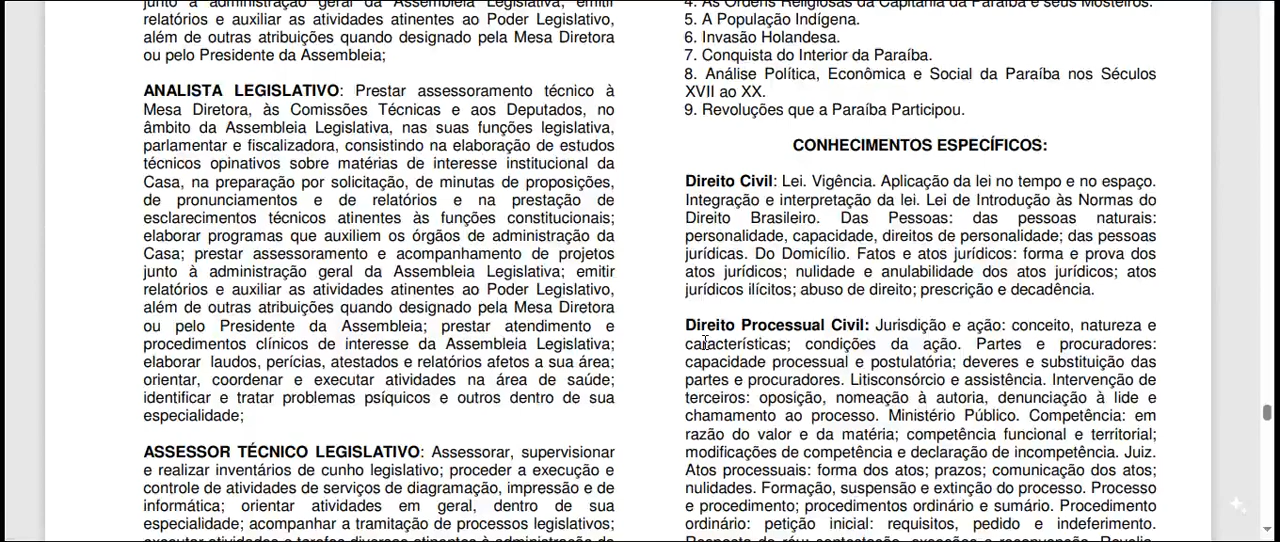 junto à administração geral da Assembleia Legislativa; emitir
relatórios e auxiliar as atividades atinentes ao Poder Legislativo,
além de outras atribuições quando designado pela Mesa Diretora
ou pelo Presidente da Assembleia;
ANALISTA LEGISLATIVO: Prestar assessoramento técnico à
Mesa Diretora, às Comissões Técnicas e aos Deputados, no
âmbito da Assembleia Legislativa, nas suas funções legislativa,
parlamentar e fiscalizadora, consistindo na elaboração de estudos
técnicos opinativos sobre matérias de interesse institucional da
Casa, na preparação por solicitação, de minutas de proposições,
de pronunciamentos e de relatórios e na prestação de
esclarecimentos técnicos atinentes às funções constitucionais;
elaborar programas que auxiliem os órgãos de administração da
Casa; prestar assessoramento e acompanhamento de projetos
junto à administração geral da Assembleia Legislativa; emitir
relatórios e auxiliar as atividades atinentes ao Poder Legislativo,
além de outras atribuições quando designado pela Mesa Diretora
ou pelo Presidente da Assembleia; prestar atendimento e
procedimentos clínicos de interesse da Assembleia Legislativa;
elaborar laudos, perícias, atestados e relatórios afetos a sua área;
orientar, coordenar e executar atividades na área de saúde;
identificar e tratar problemas psíquicos e outros dentro de sua
especialidade;
ASSESSOR TÉCNICO LEGISLATIVO: Assessorar, supervisionar
e realizar inventários de cunho legislativo; proceder a execução e
controle de atividades de serviços de diagramação, impressão e de
informática; orientar atividades em geral, dentro de sua
especialidade; acompanhar a tramitação de processos legislativos;
executar atividades e tarefas diversas atinentes à administração da
4. As Ordens Religiosas da Capitania da Paraíba e seus Mosteiros.
5. A População Indígena.
6. Invasão Holandesa.
7. Conquista do Interior da Paraíba.
8. Análise Política, Econômica e Social da Paraíba nos Séculos
XVII ao XX.
9. Revoluções que a Paraíba Participou.
CONHECIMENTOS ESPECÍFICOS:
Direito Civil: Lei. Vigência. Aplicação da lei no tempo e no espaço.
Integração e interpretação da lei. Lei de Introdução às Normas do
Direito Brasileiro. Das Pessoas: das pessoas naturais:
personalidade, capacidade, direitos de personalidade; das pessoas
jurídicas. Do Domicílio. Fatos e atos jurídicos: forma e prova dos
atos jurídicos; nulidade e anulabilidade dos atos jurídicos; atos
jurídicos ilícitos; abuso de direito; prescrição e decadência.
Direito Processual Civil: Jurisdição e ação: conceito, natureza e
características; condições da ação. Partes e procuradores:
capacidade processual e postulatória; deveres e substituição das
partes e procuradores. Litisconsórcio e assistência. Intervenção de
terceiros: oposição, nomeação à autoria, denunciação à lide e
chamamento ao processo. Ministério Público. Competência: em
razão do valor e da matéria; competência funcional e territorial;
modificações de competência e declaração de incompetência. Juiz.
Atos processuais: forma dos atos; prazos; comunicação dos atos;
nulidades. Formação, suspensão e extinção do processo. Processo
e procedimento; procedimentos ordinário e sumário. Procedimento
ordinário: petição inicial: requisitos, pedido e indeferimento.
Resposta do réu: contestação, exceções e reconvenção. Revelia.